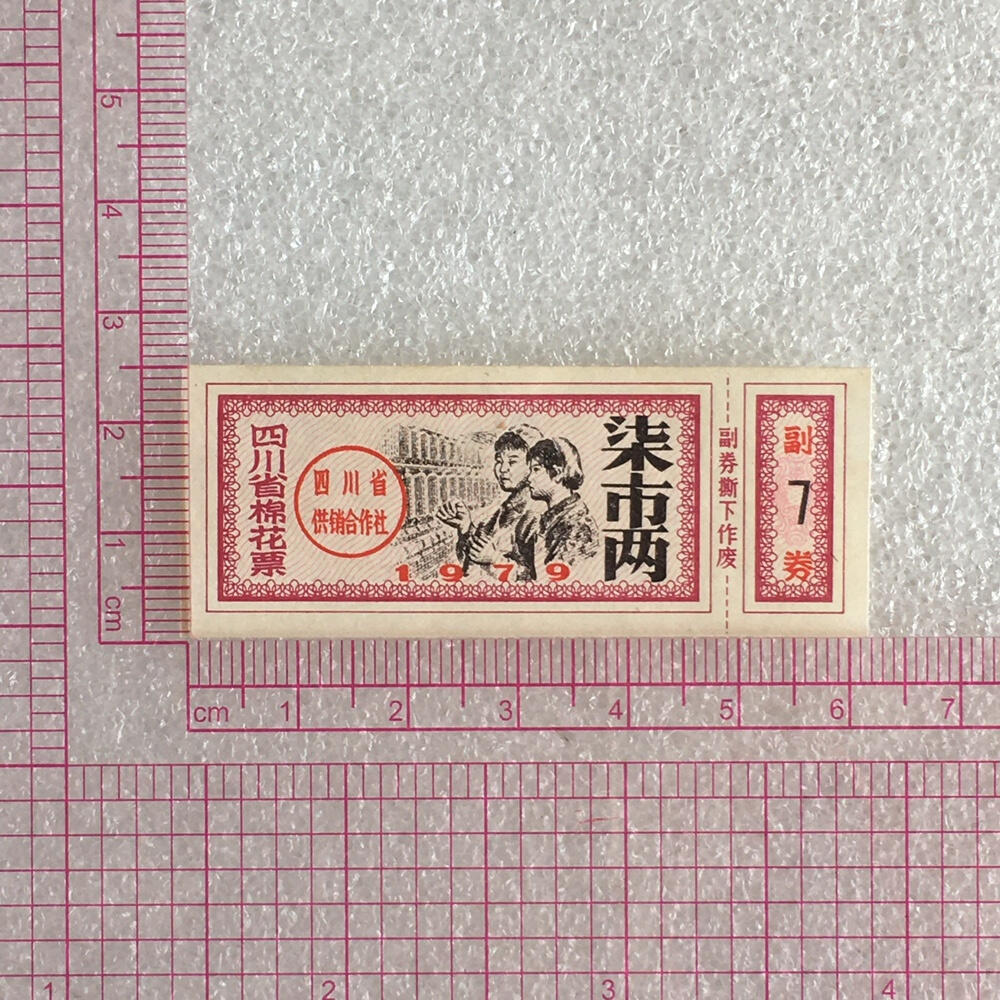 5
4
3
2
1
cm
四川省棉花票
四川省
供销合作社
1979
柒市两
副券撕下作废
副
7
券
cm 1 2 3 4 5 6 7
1 2 3 4